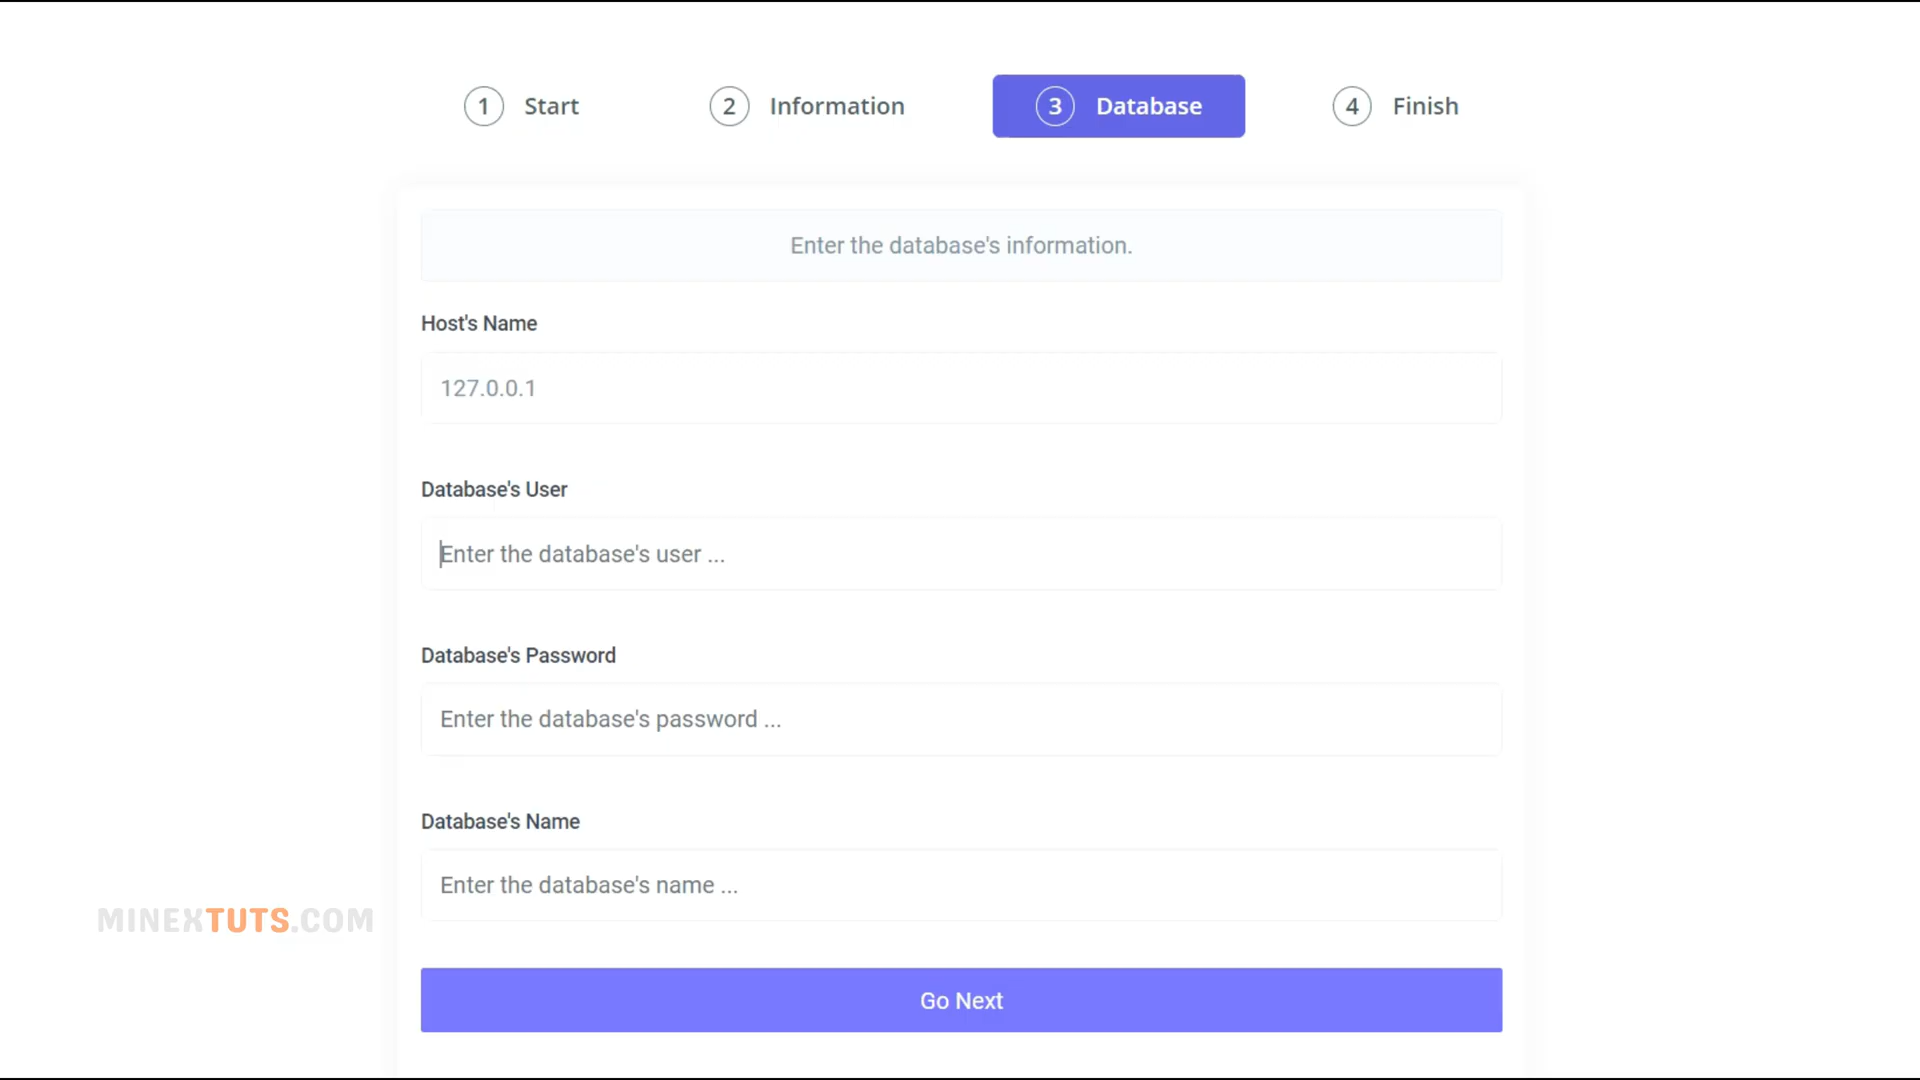 1 Start 2 Information 3 Database 4 Finish
Enter the database's information.
Host's Name
127.0.0.1
Database's User
Enter the database's user ...
Database's Password
Enter the database's password ...
Database's Name
Enter the database's name ...
MINEXTUTS.COM
Go Next